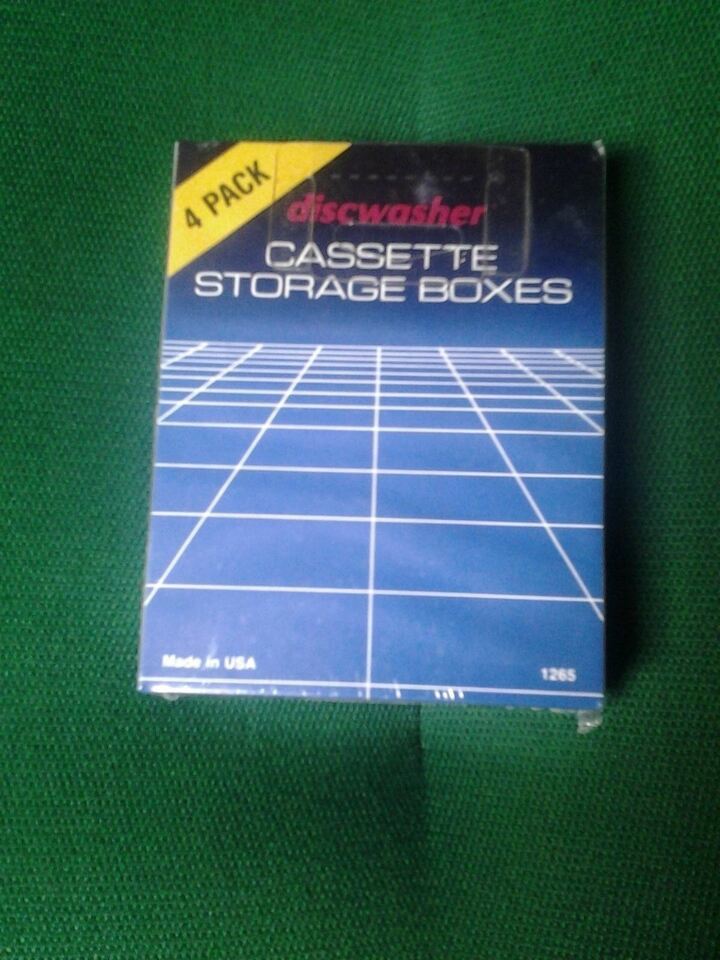 4 PACK
discwasher
CASSETTE
STORAGE BOXES
Made in USA
1265